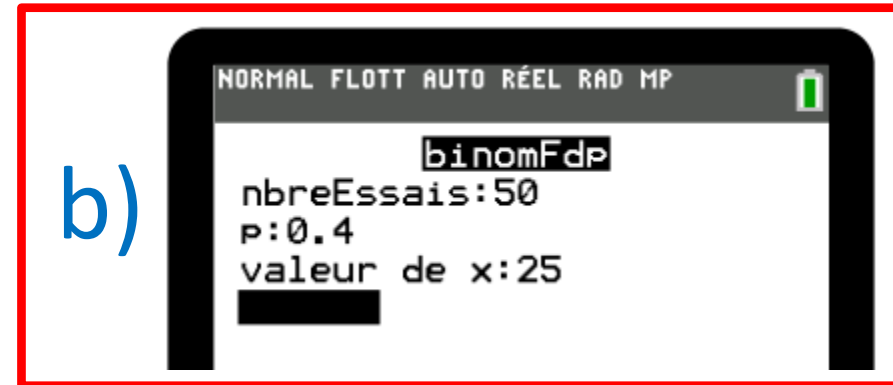 NORMAL FLOTT AUTO RÉEL RAD MP
binomFdp
b)
nbreEssais:50
p:0.4
valeur de x:25